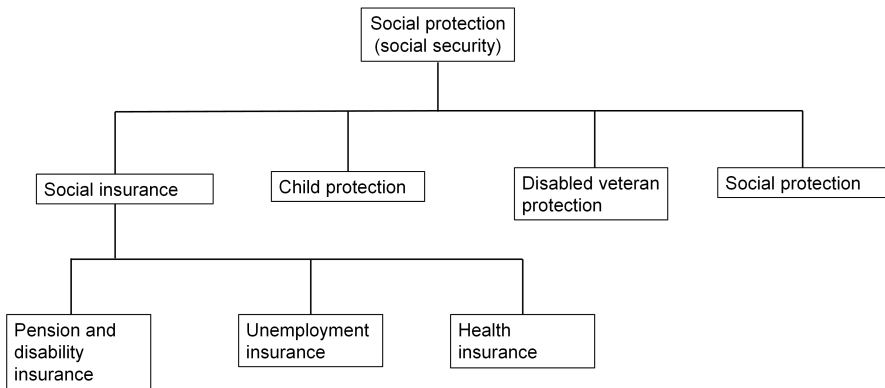 Social protection
(social security)
Social insurance
Child protection
Disabled veteran
protection
Social protection
Pension and
disability
insurance
Unemployment
insurance
Health
insurance